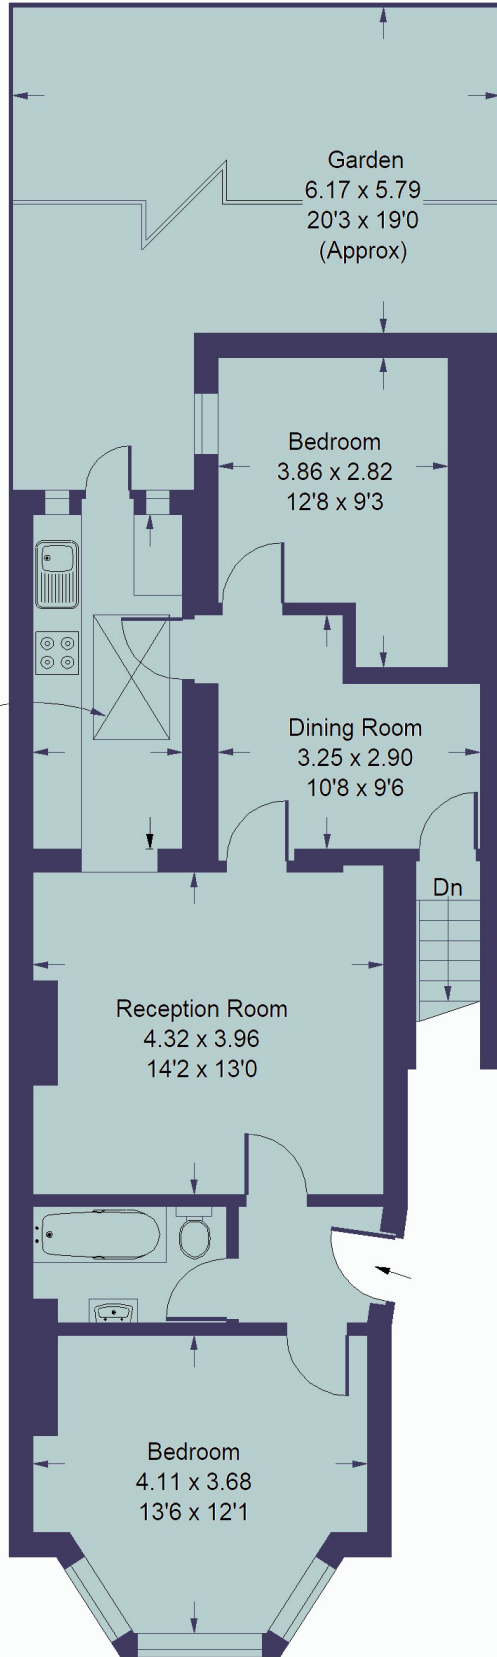 Garden
6.17 x 5.79
20'3 x 19'0
(Approx)
Bedroom
3.86 x 2.82
12'8 x 9'3
Dining Room
3.25 x 2.90
10'8 x 9'6
Dn
Reception Room
4.32 x 3.96
14'2 x 13'0
Bedroom
4.11 x 3.68
13'6 x 12'1